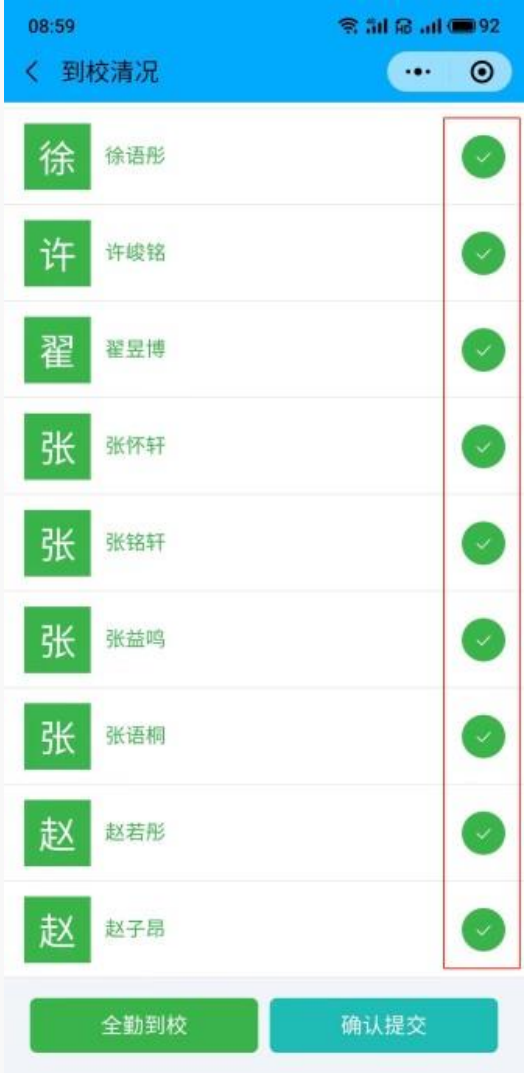 08:59
92
到校清况
徐 徐语彤
许 许峻铭
翟 翟昱博
张 张怀轩
张 张铭轩
张 张益鸣
张 张语桐
赵 赵若彤
赵 赵子昂
全勤到校 确认提交